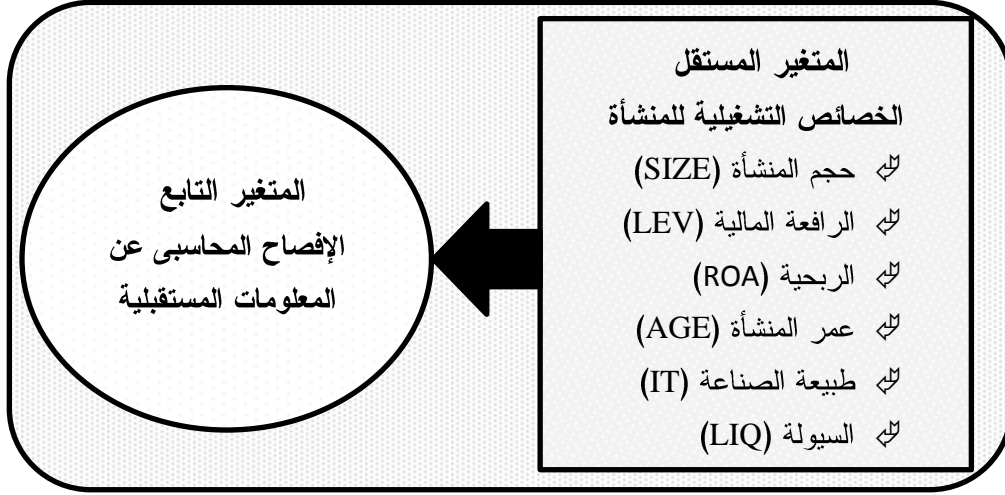 المتغير المستقل
الخصائص التشغيلية للمنشأة
حجم المنشأة (SIZE)
الرافعة المالية (LEV)
الربحية (ROA)
عمر المنشأة (AGE)
طبيعة الصناعة (IT)
السيولة (LIQ)
المتغير التابع
الإفصاح المحاسبى عن
المعلومات المستقبلية